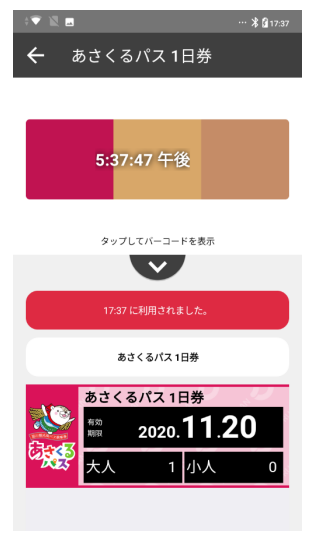 17:37
あさくるパス 1日券
5:37:47 午後
タップしてバーコードを表示
17:37 に利用されました。
あさくるパス 1日券
あさくるパス 1日券
有効
期限
2020.11.20
あさくる
パス
大人 1 小人 0